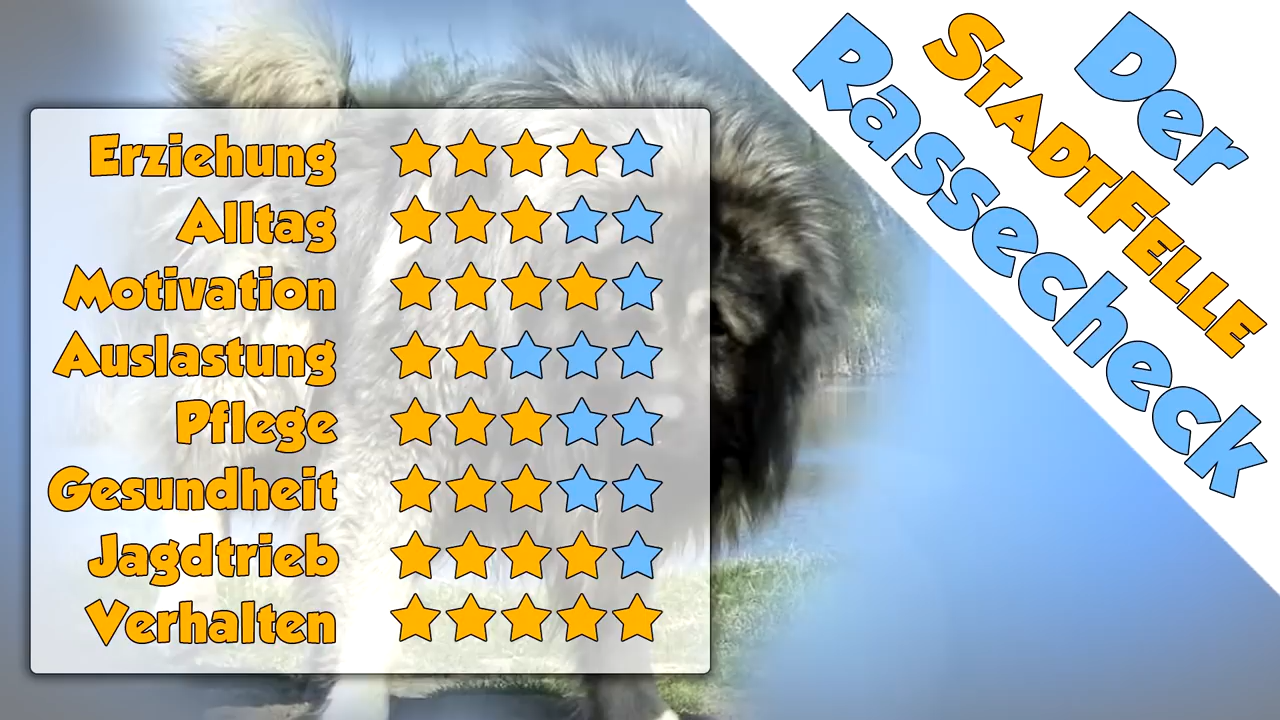 Der
StadtFelle
Rassecheck
Erziehung
Alltag
Motivation
Auslastung
Pflege
Gesundheit
Jagdtrieb
Verhalten